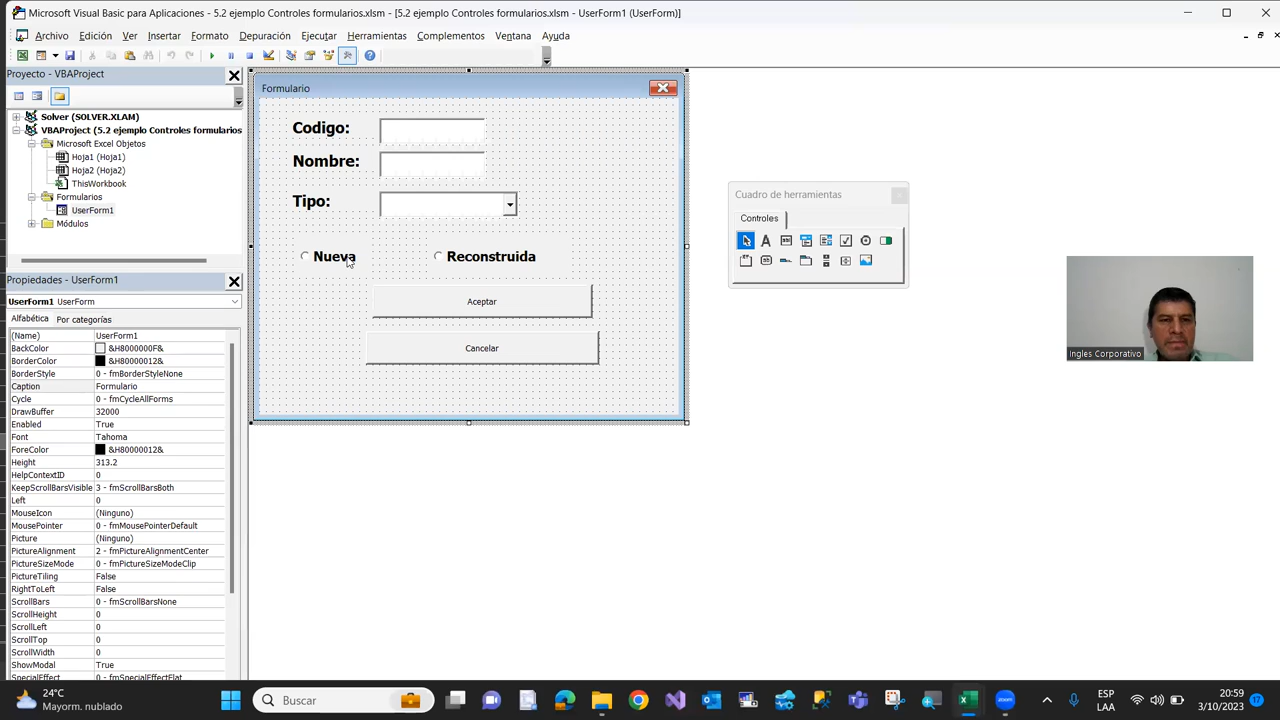 Microsoft Visual Basic para Aplicaciones - 5.2 ejemplo Controles formularios.xlsm - [5.2 ejemplo Controles formularios.xlsm - UserForm1 (UserForm)]
Archivo Edición Ver Insertar Formato Depuración Ejecutar Herramientas Complementos Ventana Ayuda
Proyecto - VBAProject
Solver (SOLVER.XLAM)
VBAProject (5.2 ejemplo Controles formularios
Microsoft Excel Objetos
Hoja1 (Hoja1)
Hoja2 (Hoja2)
ThisWorkbook
Formularios
UserForm1
Módulos
Propiedades - UserForm1
UserForm1 UserForm
Alfabética Por categorías
(Name) UserForm1
BackColor &H8000000F&
BorderColor &H80000012&
BorderStyle 0 - fmBorderStyleNone
Caption Formulario
Cycle 0 - fmCycleAllForms
DrawBuffer 32000
Enabled True
Font Tahoma
ForeColor &H80000012&
Height 313.2
HelpContextID 0
KeepScrollBarsVisible 3 - fmScrollBarsBoth
Left 0
MouseIcon (Ninguno)
MousePointer 0 - fmMousePointerDefault
Picture (Ninguno)
PictureAlignment 2 - fmPictureAlignmentCenter
PictureSizeMode 0 - fmPictureSizeModeClip
PictureTiling False
RightToLeft False
ScrollBars 0 - fmScrollBarsNone
ScrollHeight 0
ScrollLeft 0
ScrollTop 0
ScrollWidth 0
ShowModal True
SpecialEffect 0 - fmSpecialEffectFlat
Formulario
Codigo:
Nombre:
Tipo:
Nueva Reconstruida
Aceptar
Cancelar
Cuadro de herramientas
Controles
Ingles Corporativo
24°C
Mayorm. nublado
Buscar
ESP
LAA
20:59
3/10/2023